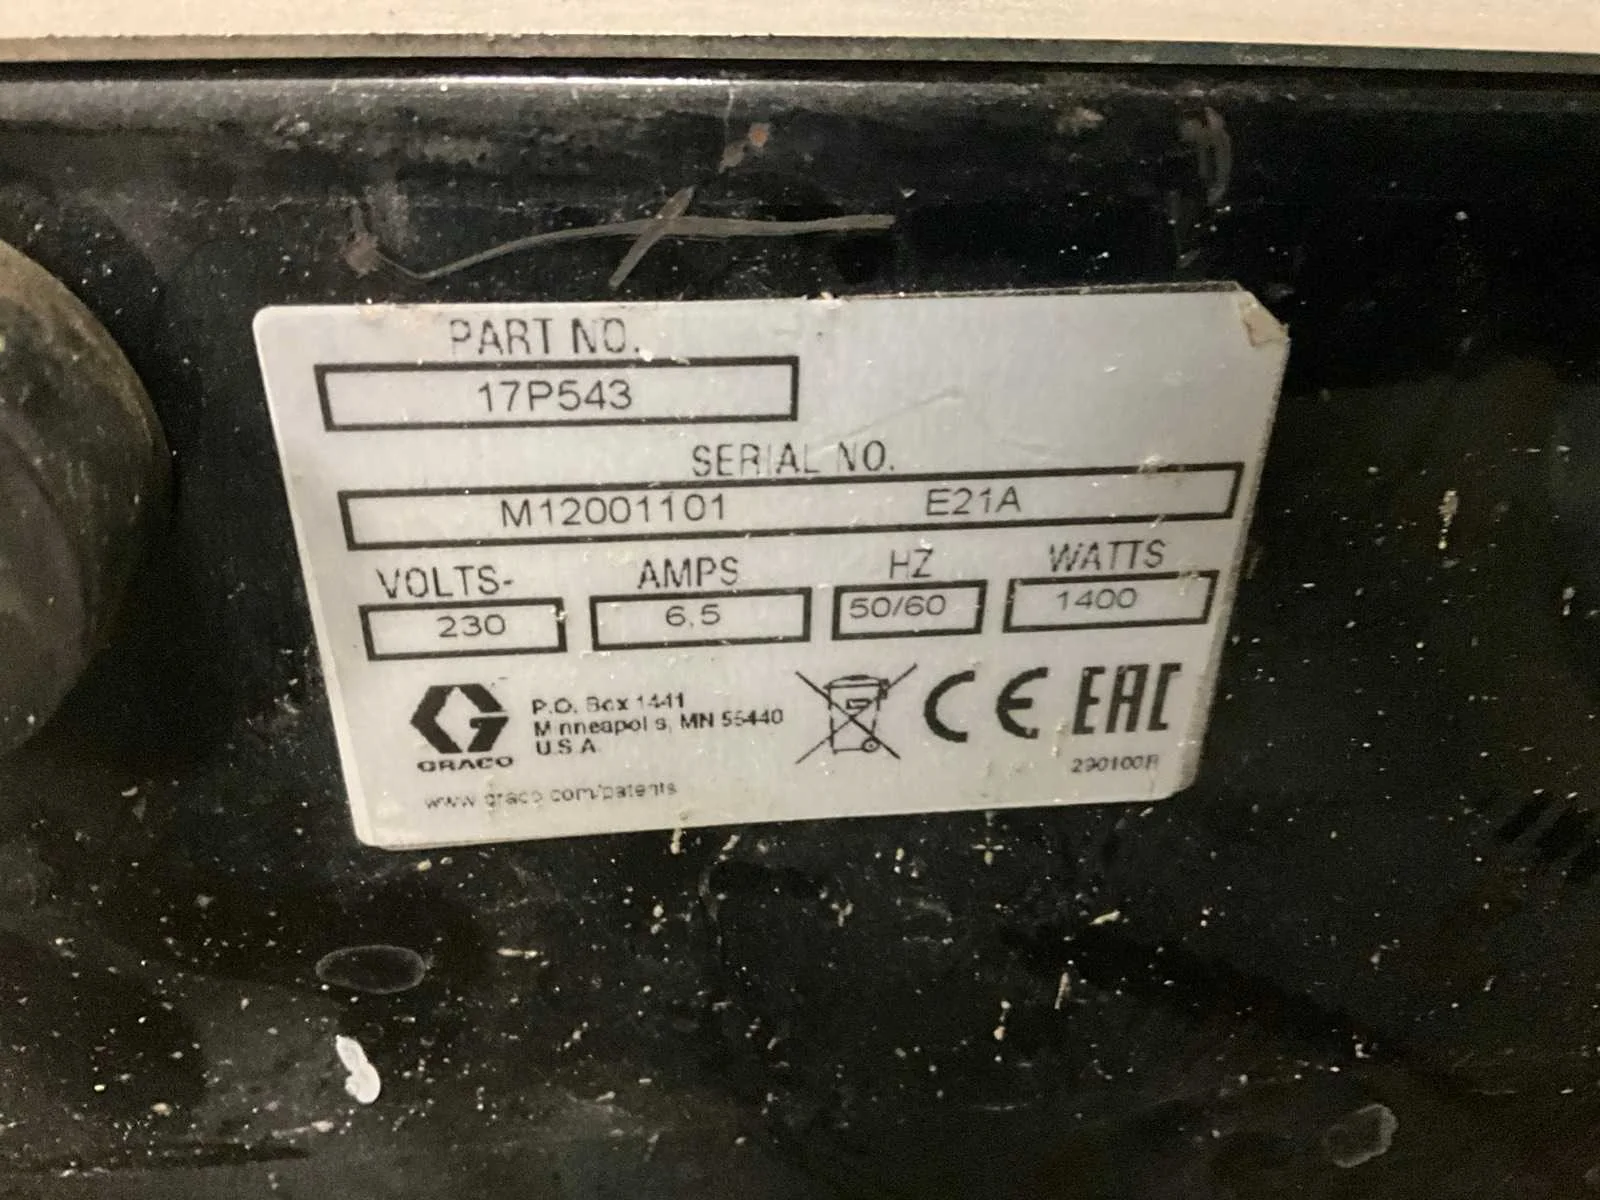 PART NO.
17P543
SERIAL NO.
M12001101 E21A
VOLTS- AMPS HZ WATTS
230 6.5 50/60 1400
GRACO
P.O. Box 1441
Minneapolis, MN 55440
U.S.A.
CE EAC
www.graco.com/patents